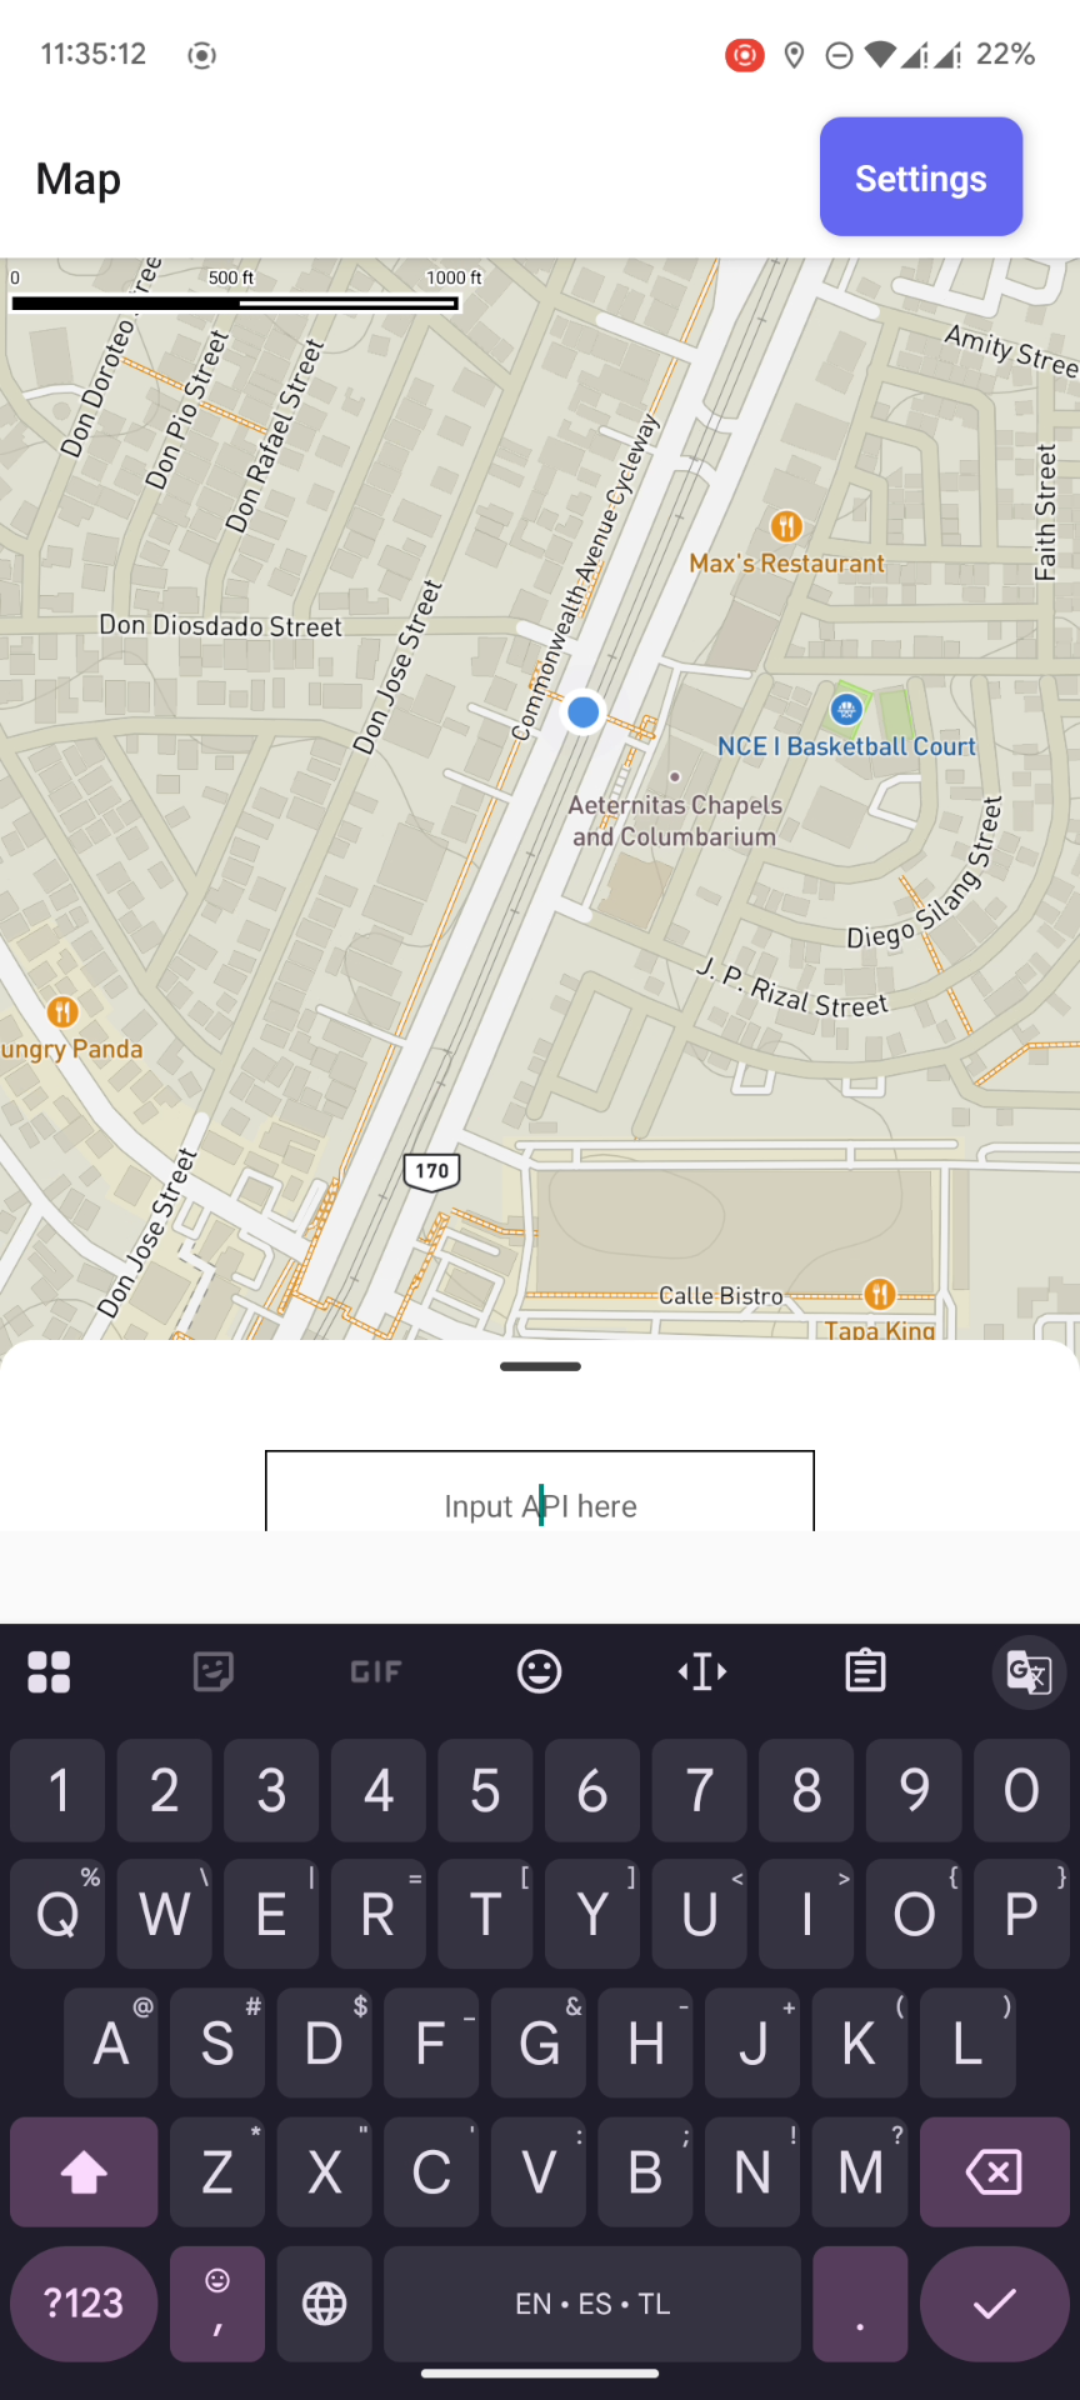 11:35:12
22%
Map
Settings
0 500 ft 1000 ft
Don Doroteo
Don Pio Street
Don Rafael Street
Amity Stree
Commonwealth Avenue Cycleway
Faith Street
Max's Restaurant
Don Diosdado Street
Don Jose Street
NCE I Basketball Court
Aeternitas Chapels
and Columbarium
Diego Silang Street
J. P. Rizal Street
ungry Panda
170
Don Jose Street
Calle Bistro
Tapa King
Input API here
GIF
G文
1 2 3 4 5 6 7 8 9 0
% \ | = [ ] < > { }
Q W E R T Y U I O P
@ # $ _ & - + ( )
A S D F G H J K L
* " ' : ; ! ?
Z X C V B N M
?123 , EN • ES • TL .